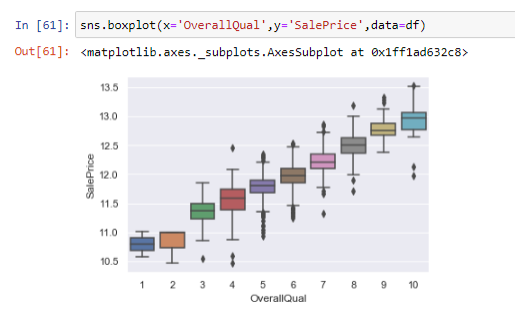 In [61]: sns.boxplot(x='OverallQual',y='SalePrice',data=df)
Out[61]: <matplotlib.axes._subplots.AxesSubplot at 0x1ff1ad632c8>
13.5
13.0
12.5
12.0
11.5
11.0
10.5
SalePrice
1 2 3 4 5 6 7 8 9 10
OverallQual